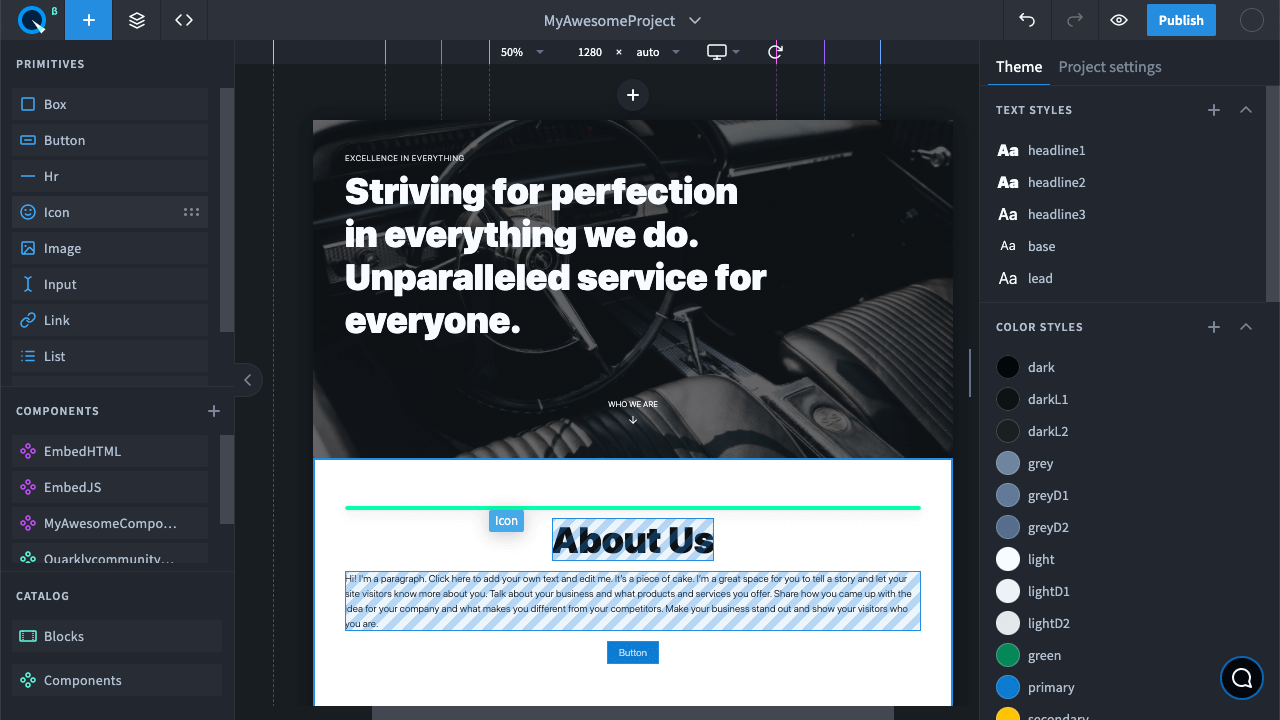 β
MyAwesomeProject
Publish
PRIMITIVES
Box
Button
Hr
Icon
Image
Input
Link
List
COMPONENTS
EmbedHTML
EmbedJS
MyAwesomeCompo…
Quarklycommunity…
CATALOG
Blocks
Components
50%
1280 × auto
EXCELLENCE IN EVERYTHING
Striving for perfection
in everything we do.
Unparalleled service for
everyone.
WHO WE ARE
Icon
About Us
Hi! I'm a paragraph. Click here to add your own text and edit me. It's a piece of cake. I'm a great space for you to tell a story and let your
site visitors know more about you. Talk about your business and what products and services you offer. Share how you came up with the
idea for your company and what makes you different from your competitors. Make your business stand out and show your visitors who
you are.
Button
Theme
Project settings
TEXT STYLES
Aa headline1
Aa headline2
Aa headline3
Aa base
Aa lead
COLOR STYLES
dark
darkL1
darkL2
grey
greyD1
greyD2
light
lightD1
lightD2
green
primary
secondary